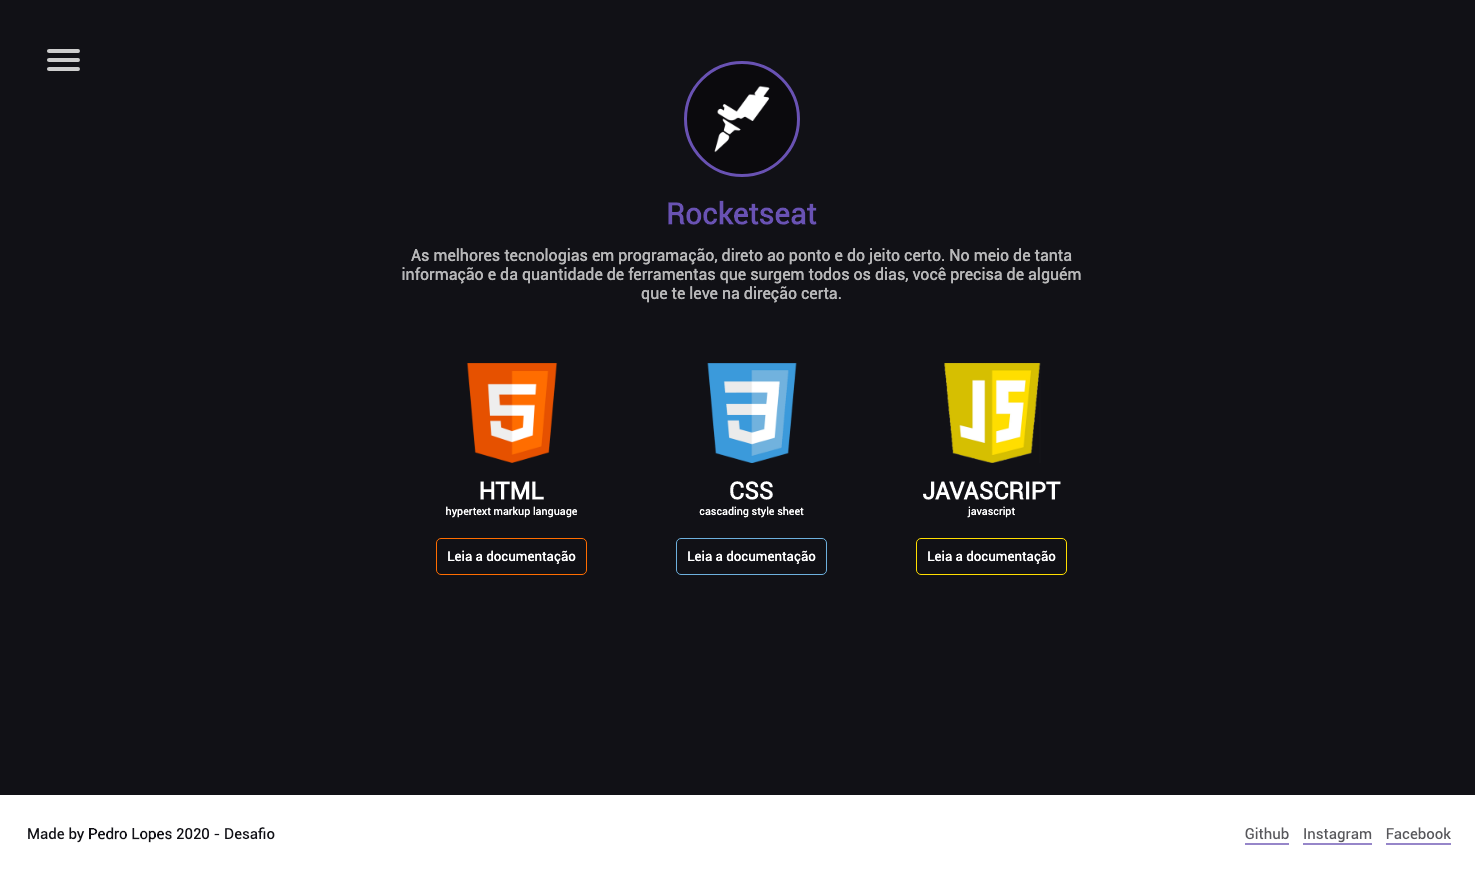 Rocketseat
As melhores tecnologias em programação, direto ao ponto e do jeito certo. No meio de tanta
informação e da quantidade de ferramentas que surgem todos os dias, você precisa de alguém
que te leve na direção certa.
5 3 JS
HTML CSS JAVASCRIPT
hypertext markup language cascading style sheet javascript
Leia a documentação Leia a documentação Leia a documentação
Made by Pedro Lopes 2020 - Desafio Github Instagram Facebook